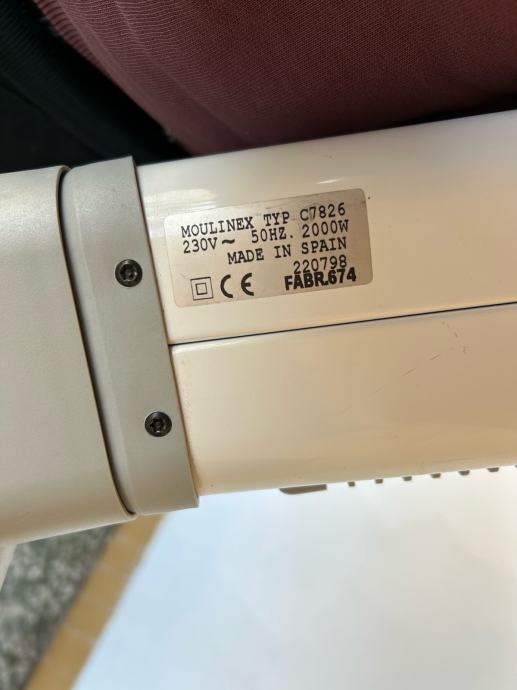 MOULINEX TYP C7826
230V~ 50HZ. 2000W
MADE IN SPAIN
220798
CE FABR.674